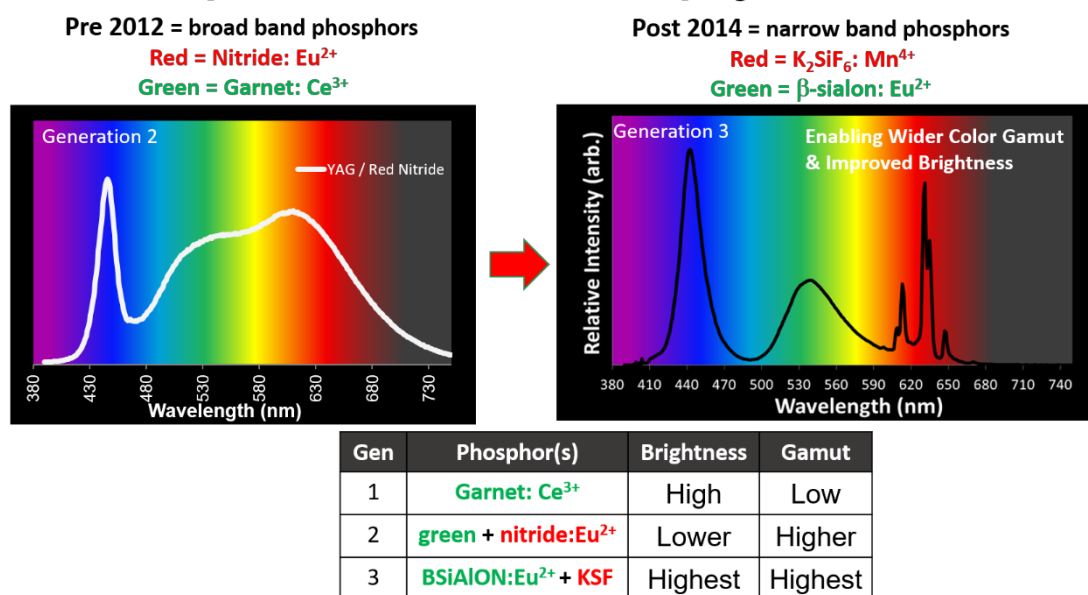 Pre 2012 = broad band phosphors
Red = Nitride: Eu²⁺
Green = Garnet: Ce³⁺
Generation 2
YAG / Red Nitride
380 430 480 530 580 630 680 730
Wavelength (nm)
Post 2014 = narrow band phosphors
Red = K₂SiF₆: Mn⁴⁺
Green = β-sialon: Eu²⁺
Generation 3
Enabling Wider Color Gamut
& Improved Brightness
Relative Intensity (arb.)
380 410 440 470 500 530 560 590 620 650 680 710 740
Wavelength (nm)
Gen Phosphor(s) Brightness Gamut
1 Garnet: Ce³⁺ High Low
2 green + nitride:Eu²⁺ Lower Higher
3 BSiAlON:Eu²⁺ + KSF Highest Highest